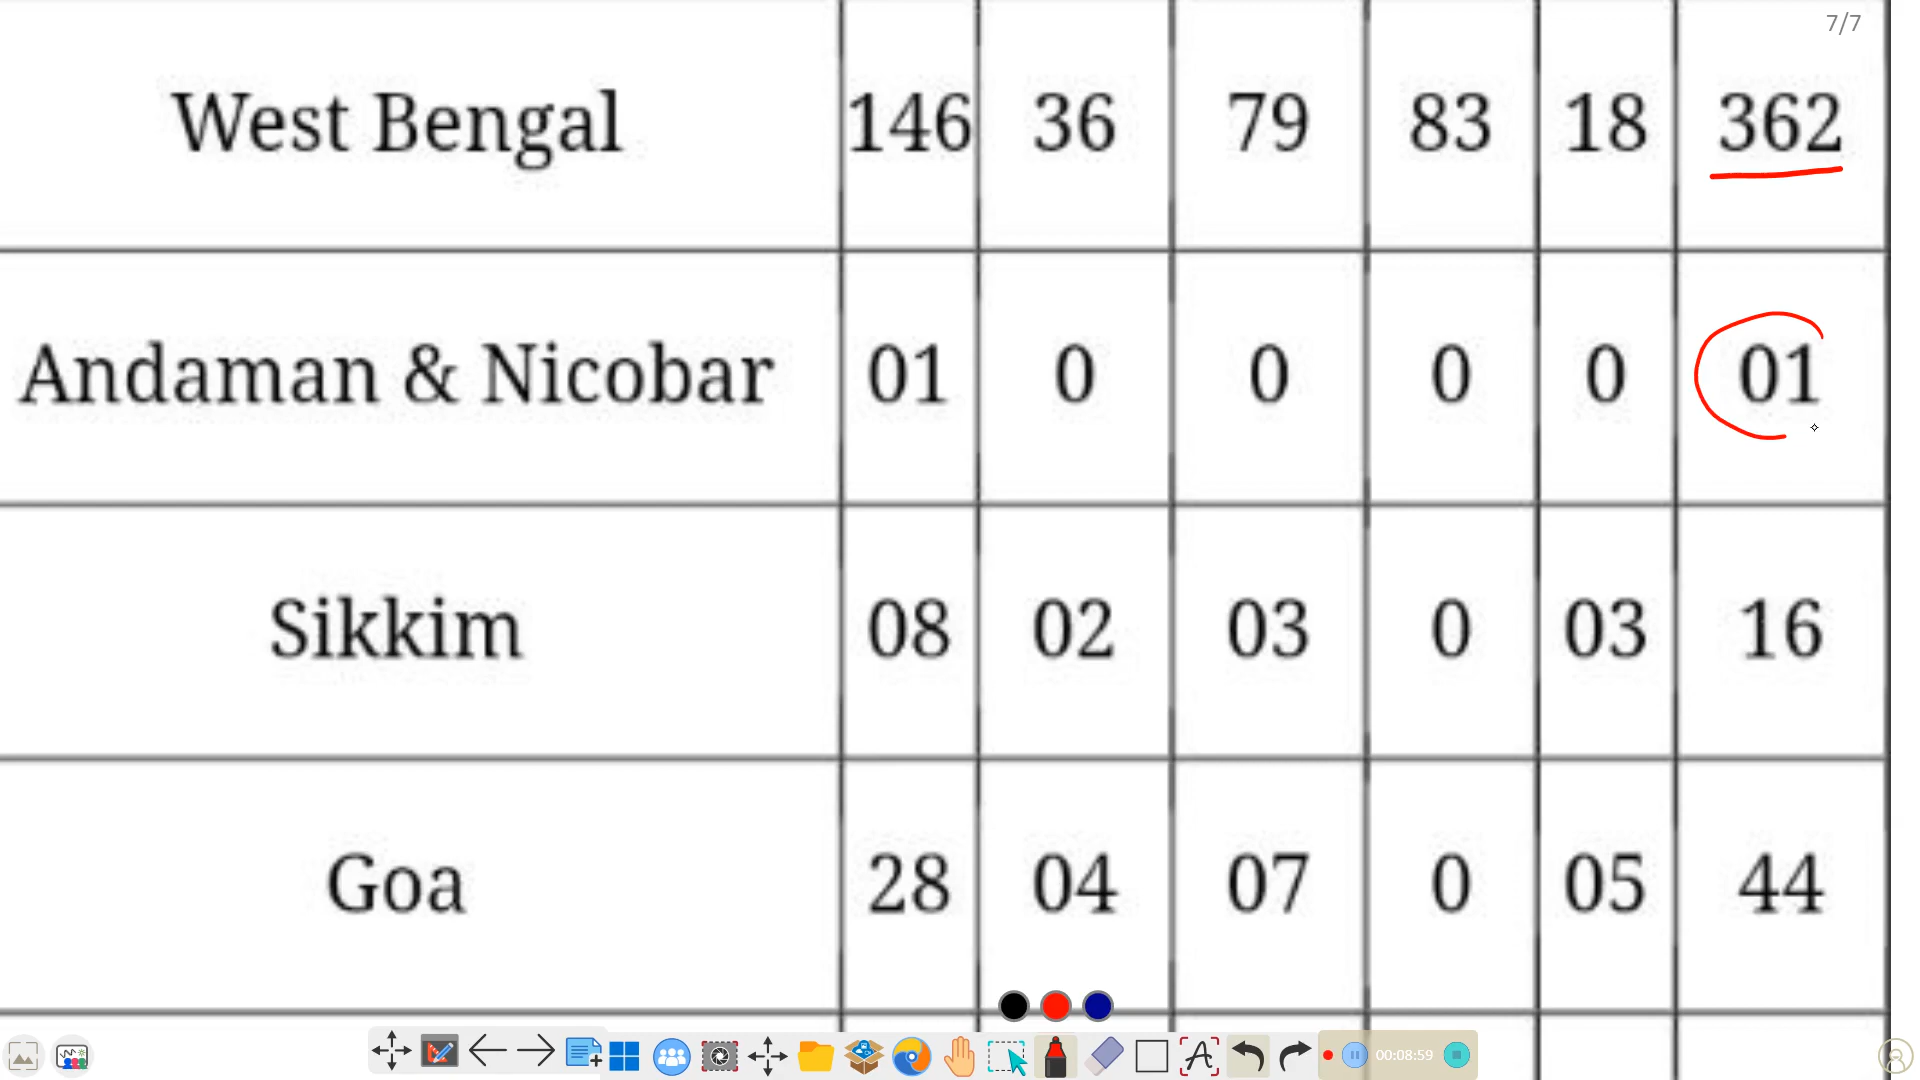 7/7
West Bengal 146 36 79 83 18 362
Andaman & Nicobar 01 0 0 0 0 01
Sikkim 08 02 03 0 03 16
Goa 28 04 07 0 05 44
00:08:59